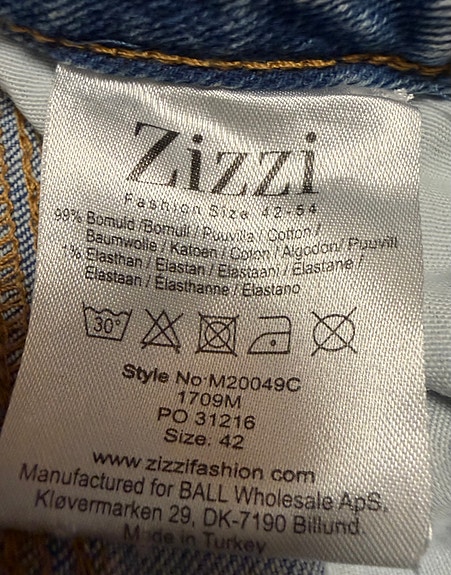 Zizzi
Fashion Size 42-54
99% Bomuld /Bomull / Puuvilla / Cotton /
Baumwolle / Katoen / Coton / Algodon/ Puuvill
1% Elasthan / Elastan / Elastaani / Elastane /
Elastaan / Élasthanne / Elastano
30°
Style No:M20049C
1709M
PO 31216
Size: 42
www.zizzifashion.com
Manufactured for BALL Wholesale ApS,
Kløvermarken 29, DK-7190 Billund.
Made in Turkey